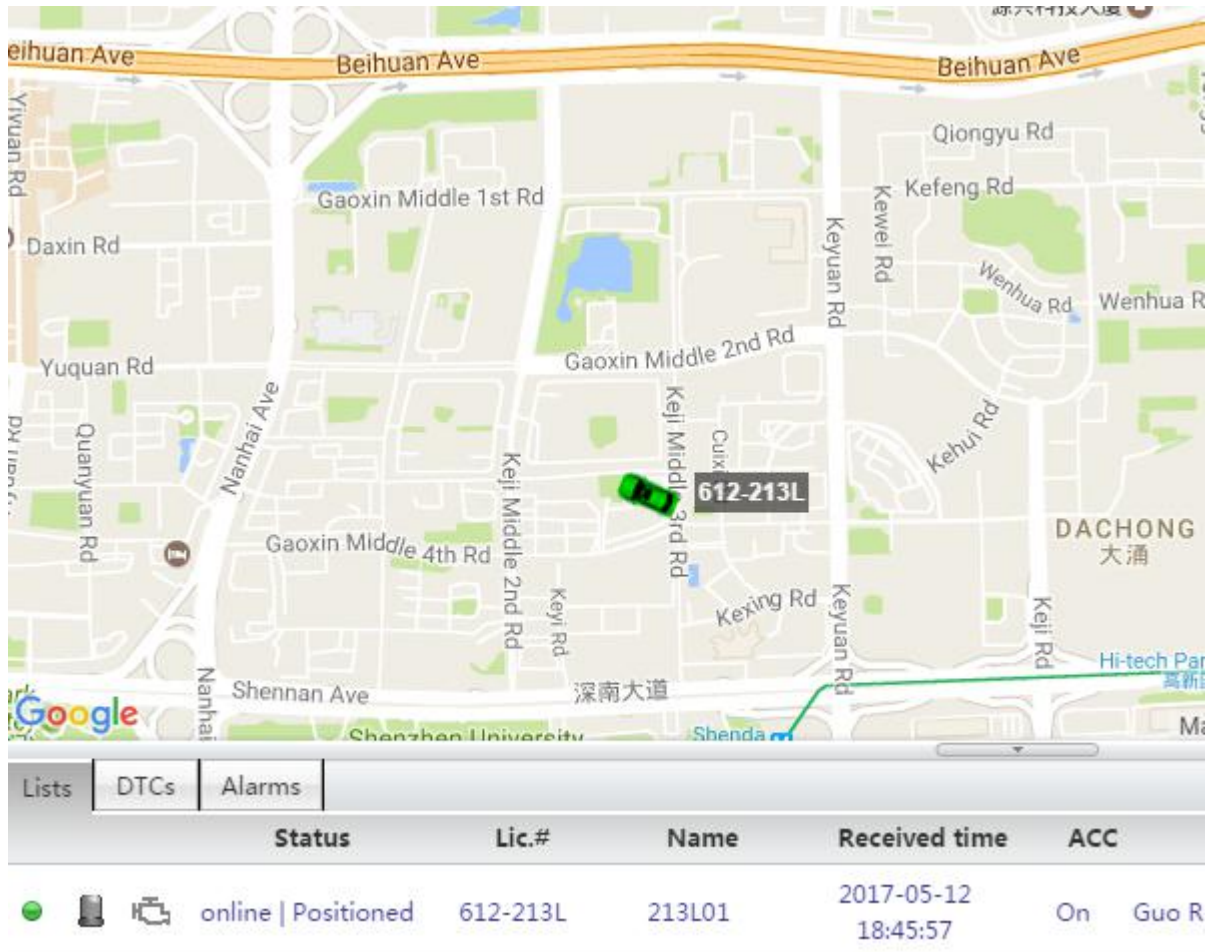 eihuan Ave
Beihuan Ave
Beihuan Ave
Yiyuan Rd
Qiongyu Rd
Gaoxin Middle 1st Rd
Kefeng Rd
Kewei Rd
Daxin Rd
Keyuan Rd
Wenhua Rd
Wenhua R
Gaoxin Middle 2nd Rd
Yuquan Rd
Nanhai Ave
Quanyuan Rd
Keji Middle 3rd Rd
Cuixi
Kehui Rd
Keji Middle 2nd Rd
612-213L
DACHONG
大涌
Gaoxin Middle 4th Rd
Keyi Rd
Kexing Rd
Keyuan Rd
Keji Rd
Hi-tech Par
高新
Nanhai
Shennan Ave
深南大道
Google
Shenzhen University
Shenda
Ma
Lists DTCs Alarms
Status Lic.# Name Received time ACC
online | Positioned 612-213L 213L01 2017-05-12 18:45:57 On Guo R